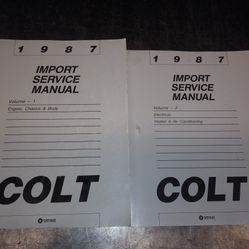 1987
IMPORT
SERVICE
MANUAL
Volume - 1
Engine, Chassis & Body
COLT
1987
IMPORT
SERVICE
MANUAL
Volume - 2
Electrical
Heater & Air Conditioning
COLT